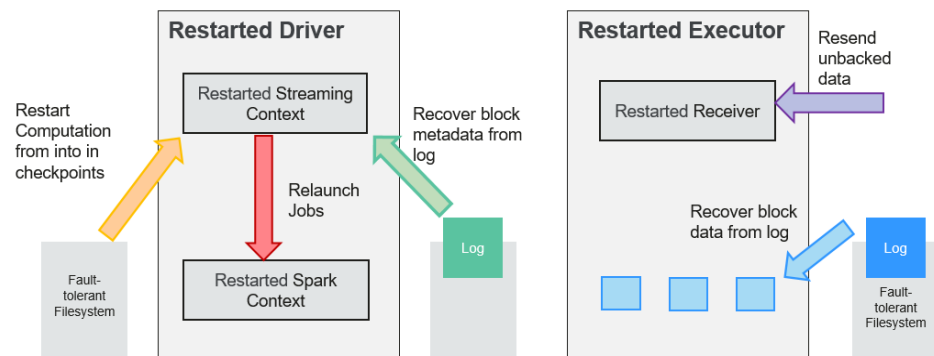 Restarted Driver
Restarted Streaming
Context
Restart
Computation
from into in
checkpoints
Recover block
metadata from
log
Relaunch
Jobs
Log
Fault-
tolerant
Filesystem
Restarted Spark
Context
Restarted Executor
Resend
unbacked
data
Restarted Receiver
Recover block
data from log
Log
Fault-
tolerant
Filesystem